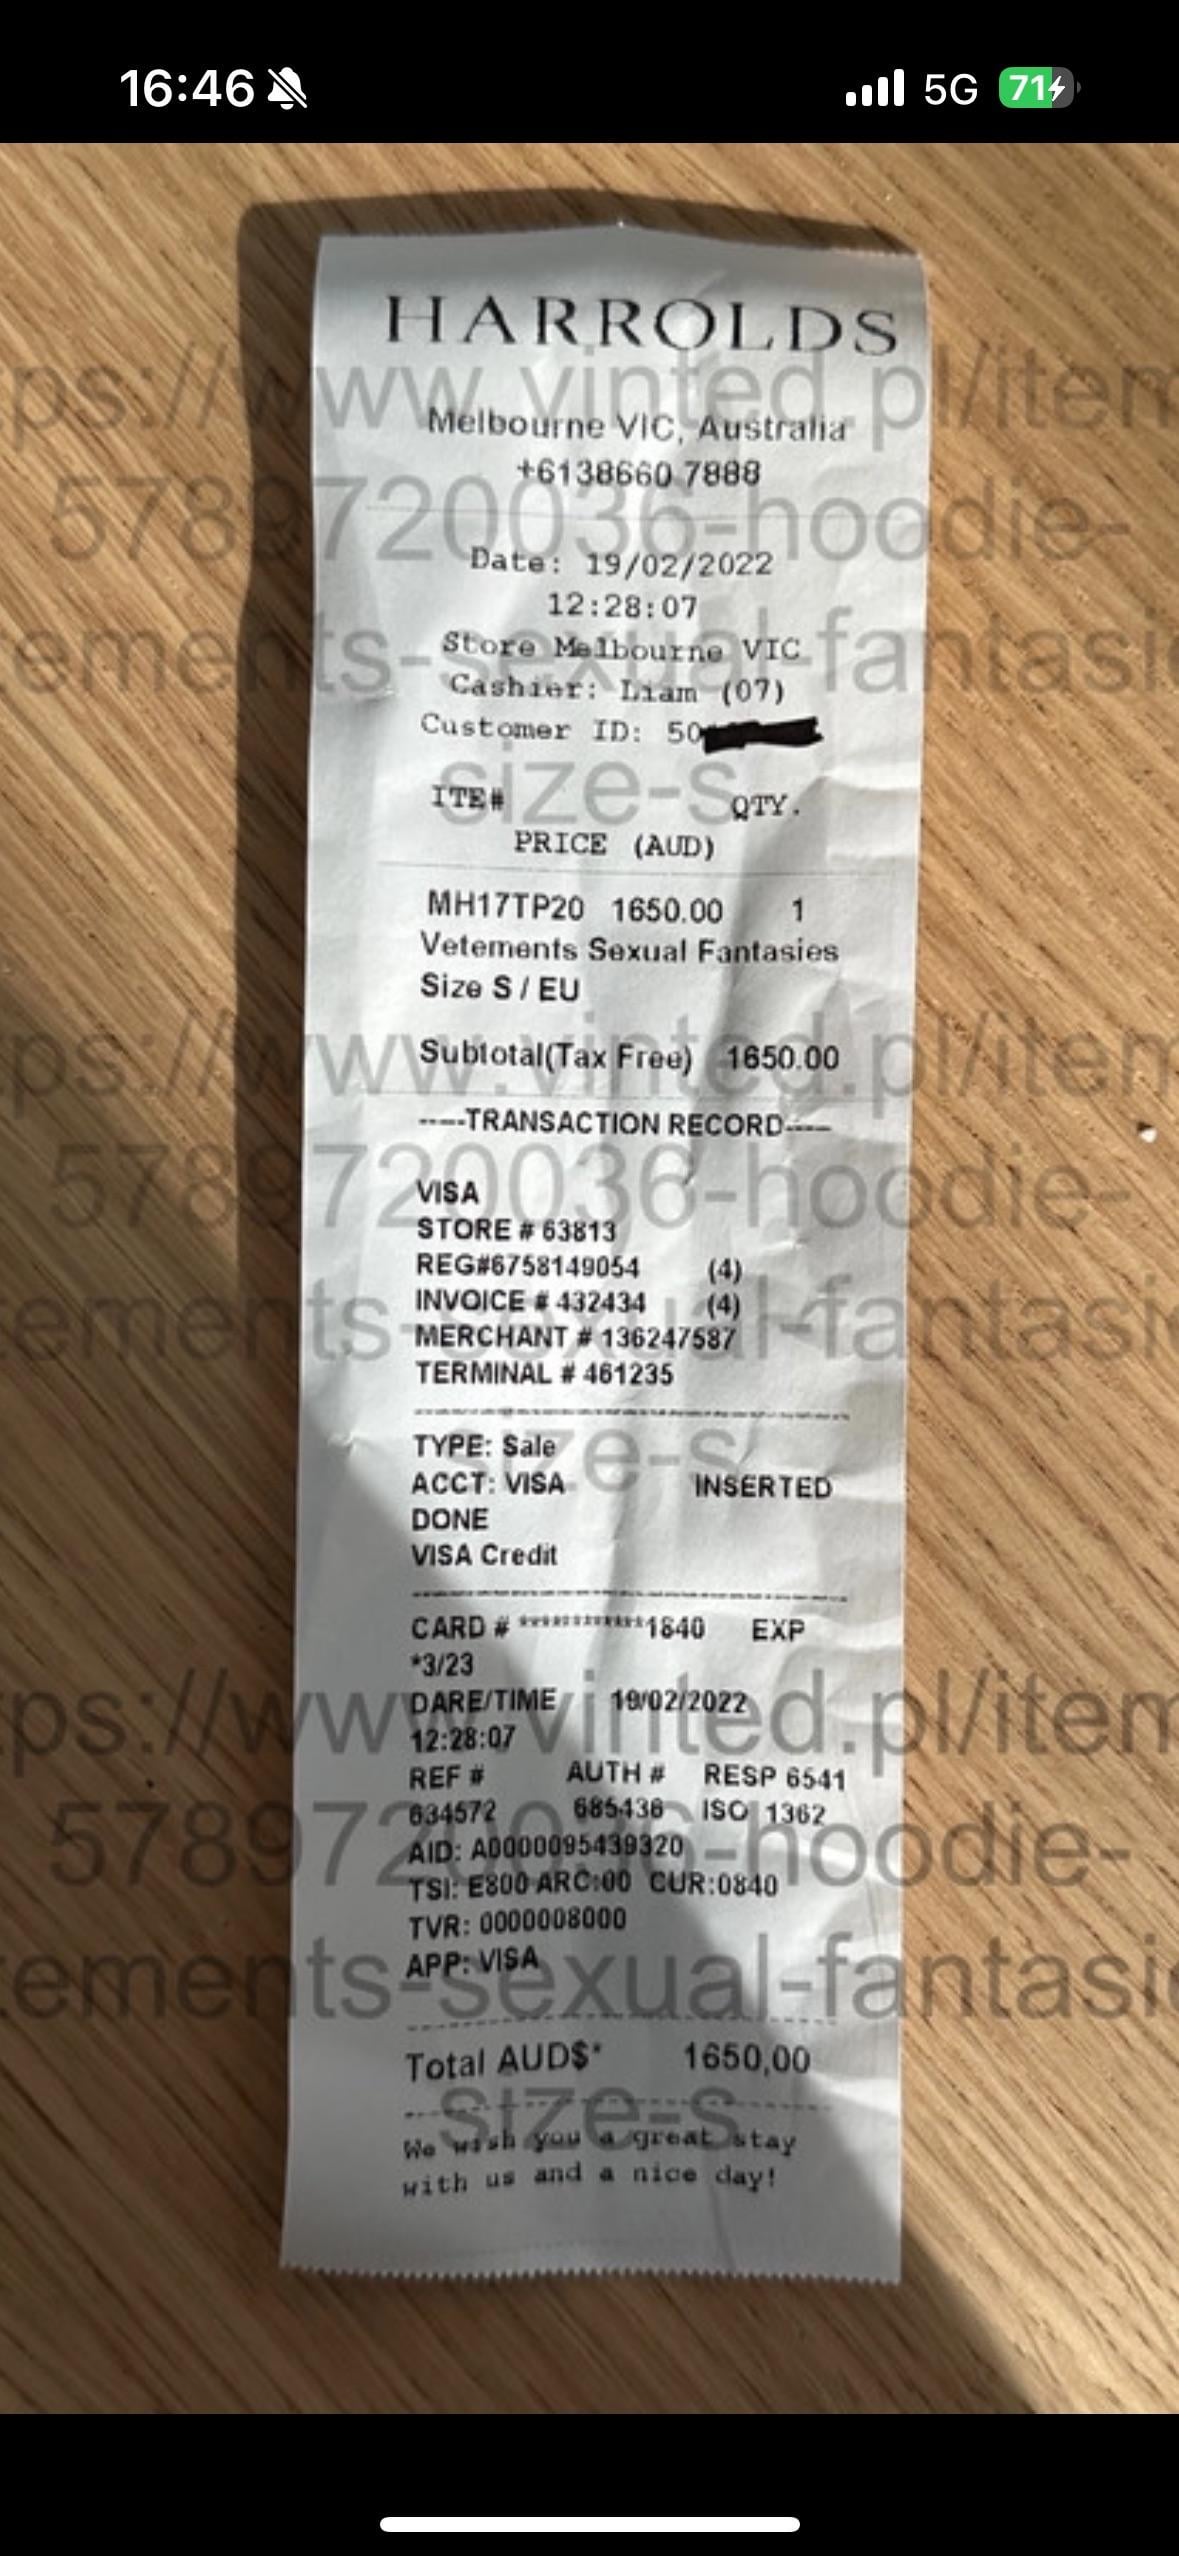 16:46
5G
71
HARROLDS
Melbourne VIC, Australia
+6138660 7888
Date: 19/02/2022
12:28:07
Store Melbourne VIC
Cashier: Liam (07)
Customer ID: 50
ITE# QTY.
PRICE (AUD)
MH17TP20 1650.00 1
Vetements Sexual Fantasies
Size S / EU
Subtotal(Tax Free) 1650.00
-----TRANSACTION RECORD-----
VISA
STORE # 63813
REG#6758149054 (4)
INVOICE # 432434 (4)
MERCHANT # 136247587
TERMINAL # 461235
TYPE: Sale
ACCT: VISA INSERTED
DONE
VISA Credit
CARD # ************1840 EXP
*3/23
DARE/TIME 19/02/2022
12:28:07
REF # AUTH # RESP 6541
634572 685436 ISO 1362
AID: A0000095439320
TSI: E800 ARC:00 CUR:0840
TVR: 0000008000
APP: VISA
Total AUD$* 1650,00
We wish you a great stay
with us and a nice day!
ps://www.vinted.pl/item
5789720036-hoodie-
ements-sexual-fantasi
size-s
ps://www.vinted.pl/item
5789720036-hoodie-
ements-sexual-fantasi
size-s
ps://www.vinted.pl/item
5789720036-hoodie-
ements-sexual-fantasi
size-s